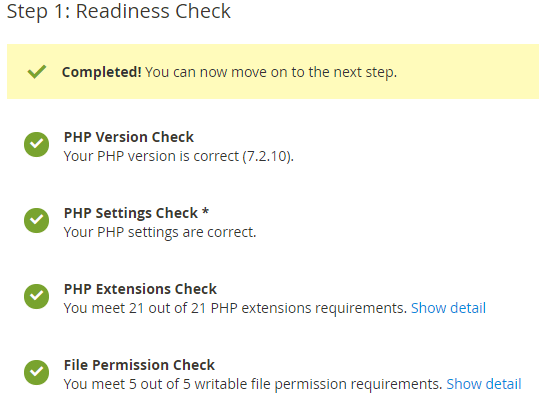 Step 1: Readiness Check
Completed! You can now move on to the next step.
PHP Version Check
Your PHP version is correct (7.2.10).
PHP Settings Check *
Your PHP settings are correct.
PHP Extensions Check
You meet 21 out of 21 PHP extensions requirements. Show detail
File Permission Check
You meet 5 out of 5 writable file permission requirements. Show detail